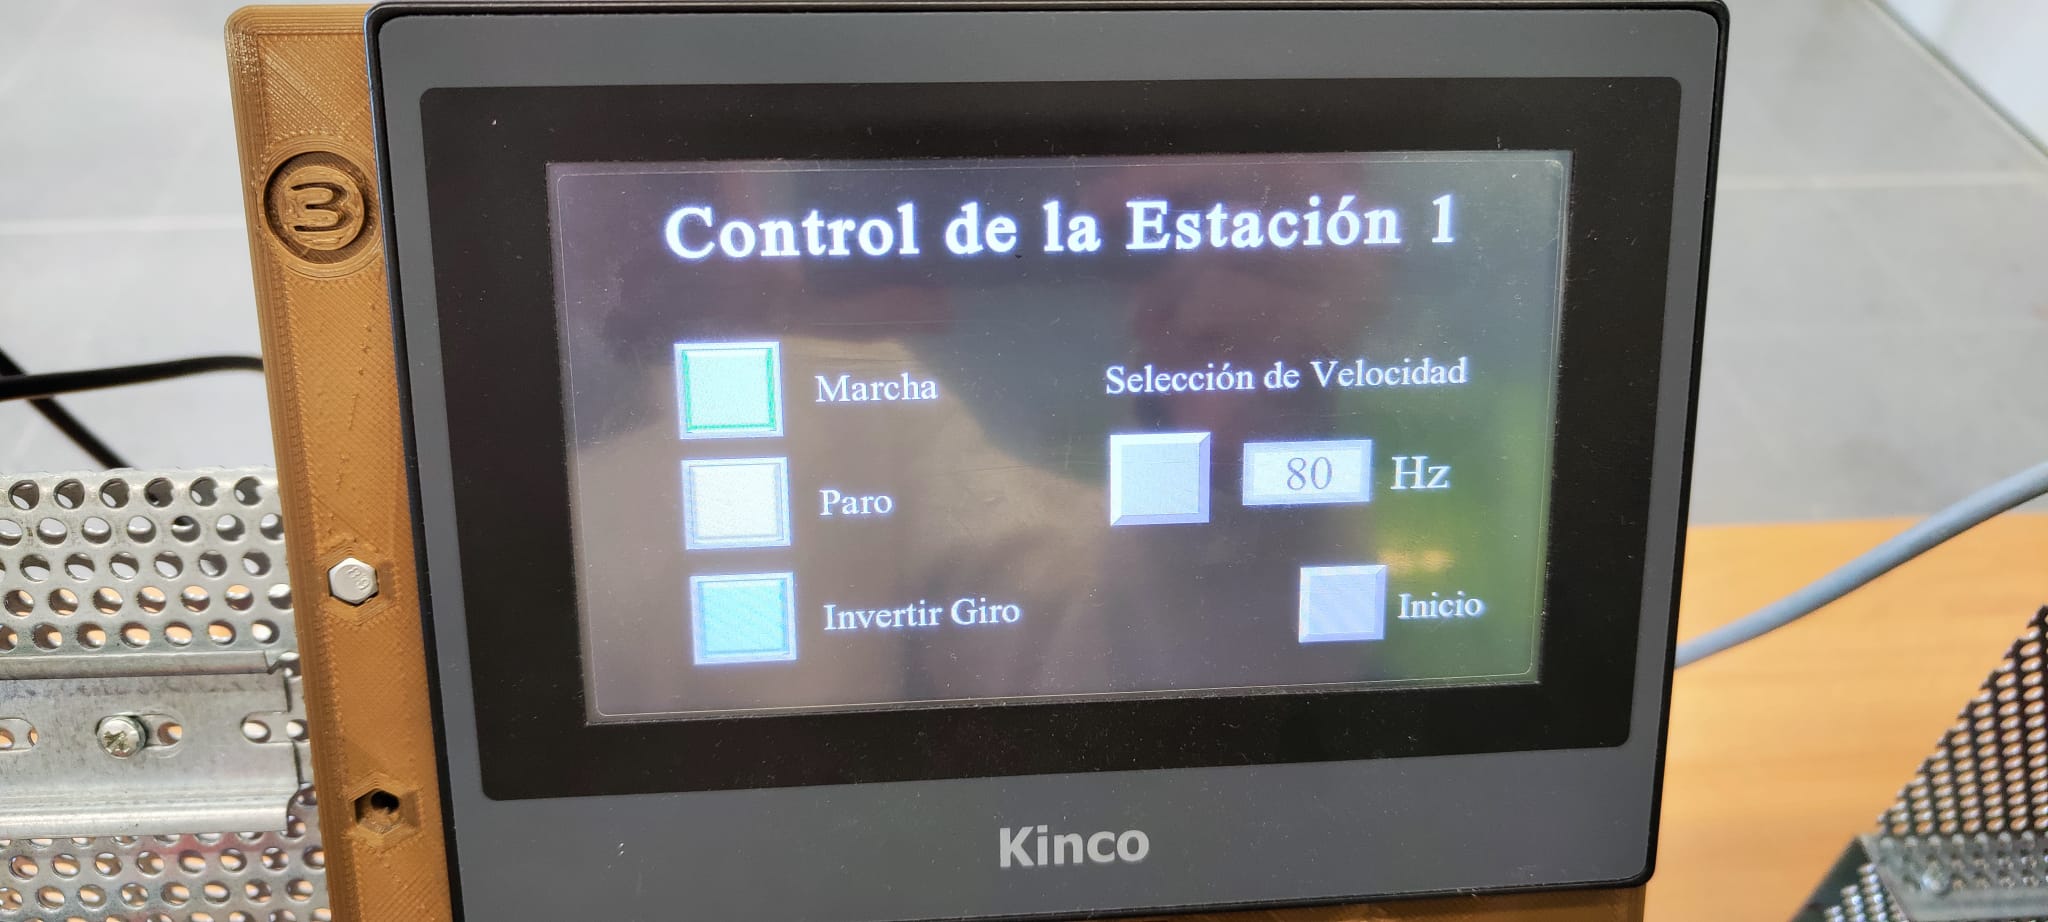 3
Control de la Estación 1
Marcha
Selección de Velocidad
Paro
80 Hz
Invertir Giro
Inicio
Kinco